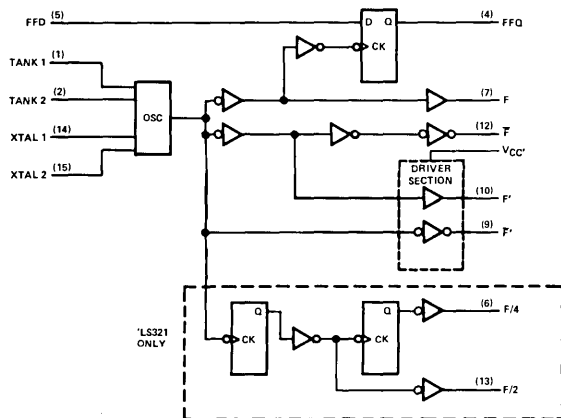 FFD (5)
D Q
(4) FFQ
CK
TANK 1 (1)
TANK 2 (2)
OSC
XTAL 1 (14)
XTAL 2 (15)
(7) F
(12) F̅
VCC'
DRIVER
SECTION
(10) F'
(9) F̅'
'LS321
ONLY
Q
CK
Q
CK
(6) F/4
(13) F/2